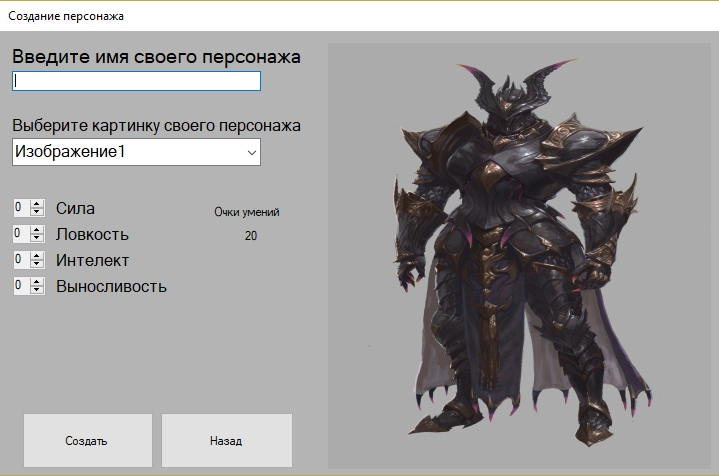 Создание персонажа
Введите имя своего персонажа
Выберите картинку своего персонажа
Изображение1
0 Сила
Очки умений
0 Ловкость
20
0 Интелект
0 Выносливость
Создать
Назад